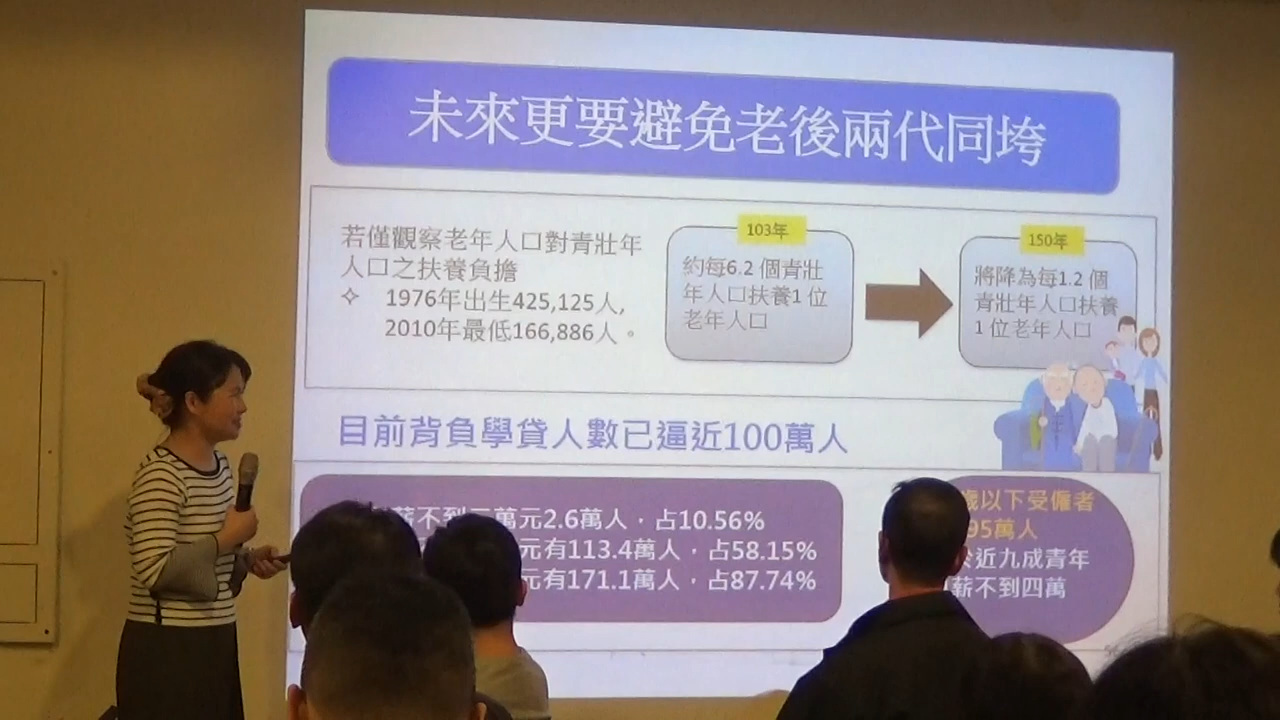 未來更要避免老後兩代同垮
若僅觀察老年人口對青壯年
人口之扶養負擔
✧ 1976年出生425,125人,
2010年最低166,886人。
103年
約每6.2 個青壯
年人口扶養1 位
老年人口
150年
將降為每1.2 個
青壯年人口扶養
1 位老年人口
目前背負學貸人數已逼近100萬人
薪不到三萬元2.6萬人，占10.56%
元有113.4萬人，占58.15%
元有171.1萬人，占87.74%
歲以下受僱者
95萬人
於近九成青年
薪不到四萬